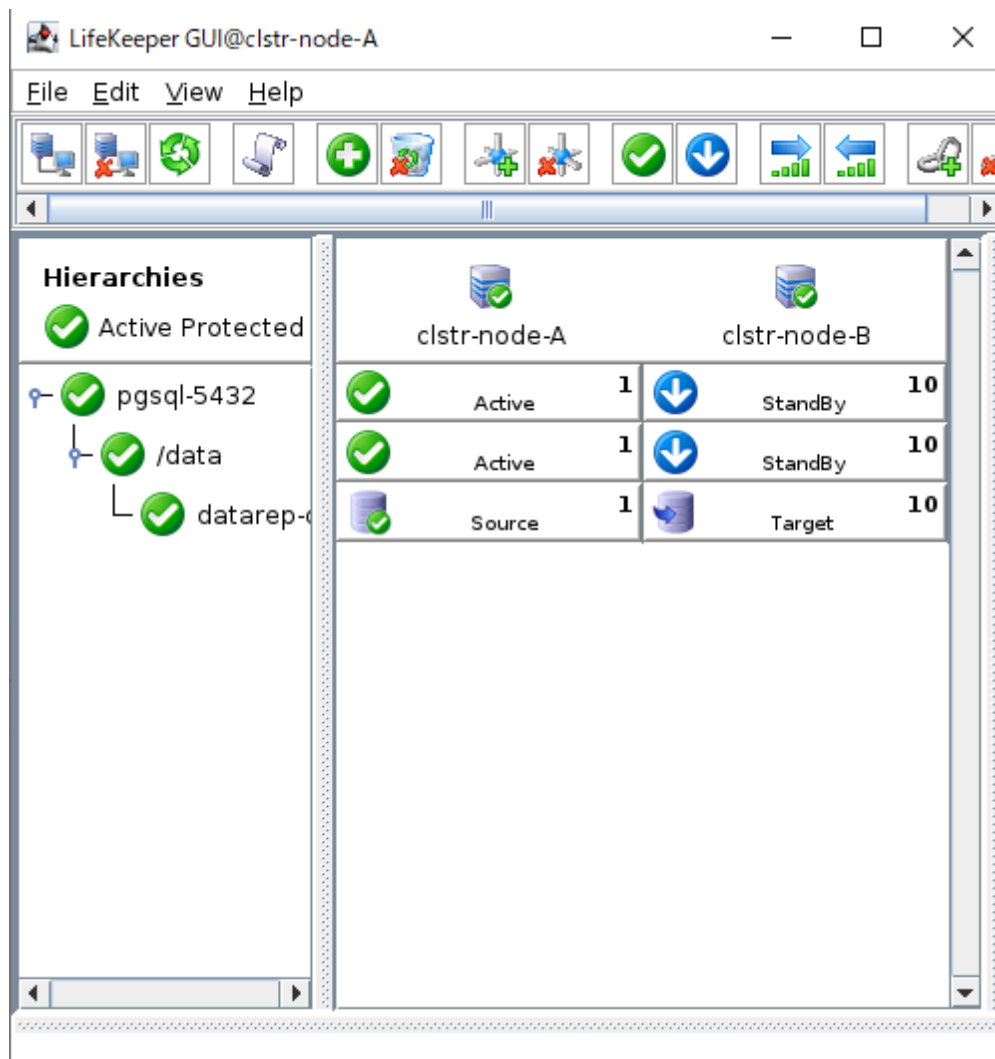 LifeKeeper GUI@clstr-node-A
File Edit View Help
Hierarchies
Active Protected
clstr-node-A clstr-node-B
pgsql-5432 Active 1 StandBy 10
/data Active 1 StandBy 10
datarep- Source 1 Target 10